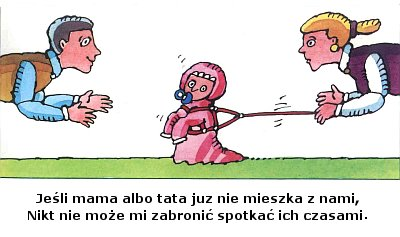 Jeśli mama albo tata juz nie mieszka z nami,
Nikt nie może mi zabronić spotkać ich czasami.